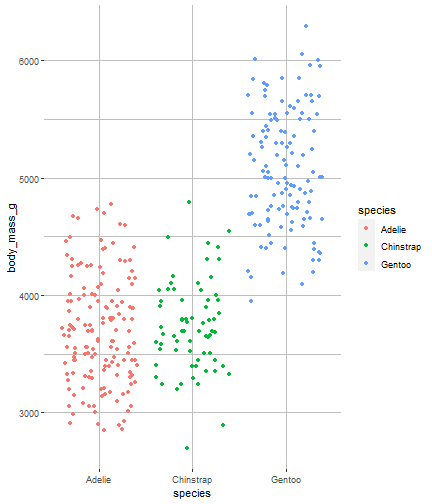 6000
5000
4000
3000
body_mass_g
Adelie
Chinstrap
Gentoo
species
species
Adelie
Chinstrap
Gentoo